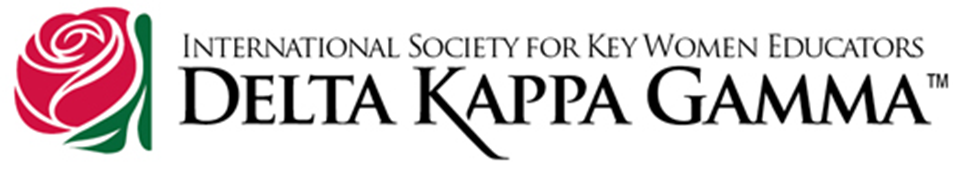 International Society for Key Women Educators
Delta Kappa Gamma™